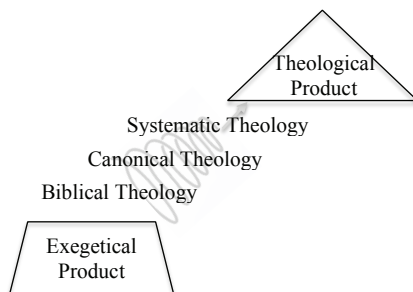 Theological
Product
Systematic Theology
Canonical Theology
Biblical Theology
Exegetical
Product